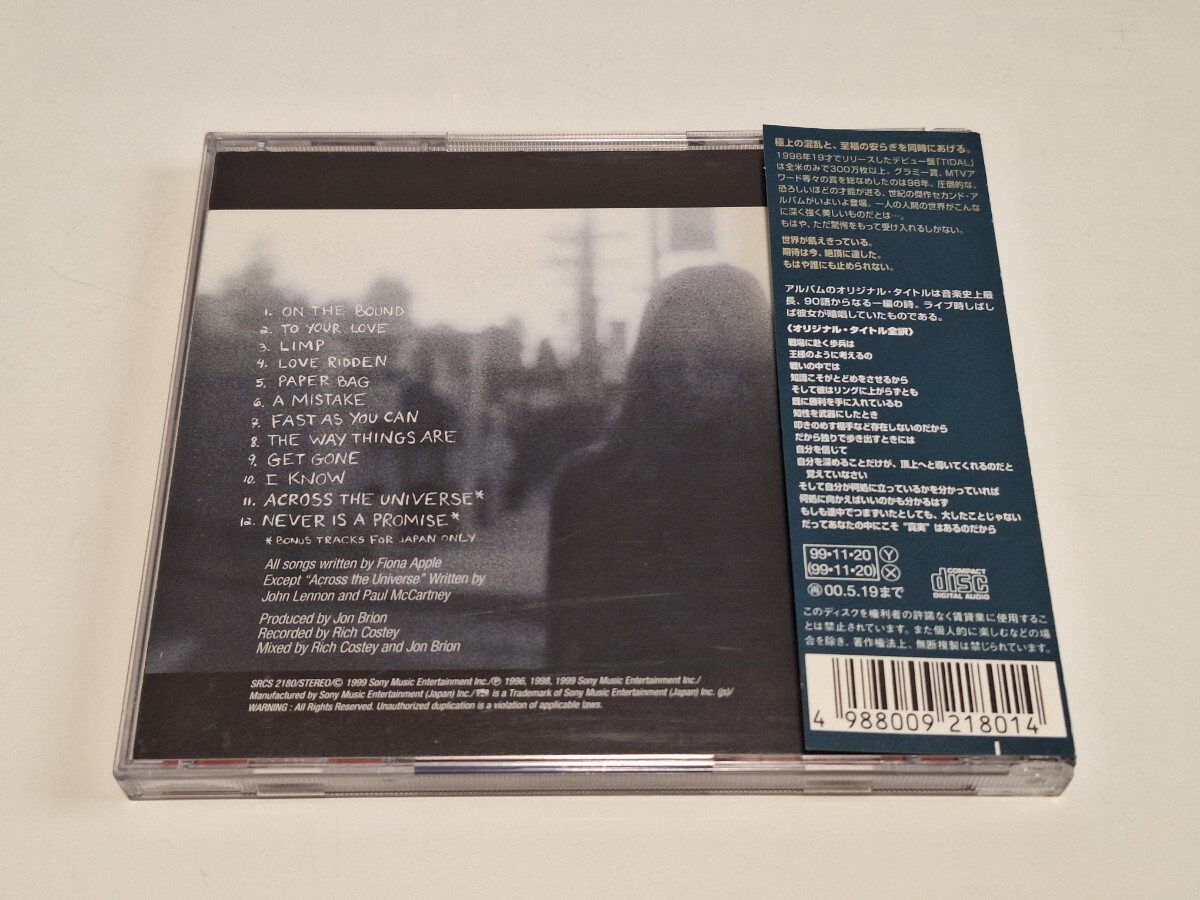 1. ON THE BOUND
2. TO YOUR LOVE
3. LIMP
4. LOVE RIDDEN
5. PAPER BAG
6. A MISTAKE
7. FAST AS YOU CAN
8. THE WAY THINGS ARE
9. GET GONE
10. I KNOW
11. ACROSS THE UNIVERSE*
12. NEVER IS A PROMISE*
*BONUS TRACKS FOR JAPAN ONLY
All songs written by Fiona Apple
Except "Across the Universe" Written by
John Lennon and Paul McCartney
Produced by Jon Brion
Recorded by Rich Costey
Mixed by Rich Costey and Jon Brion
SRCS 2180/STEREO/© 1999 Sony Music Entertainment Inc./Ⓟ 1996, 1998, 1999 Sony Music Entertainment Inc./
Manufactured by Sony Music Entertainment (Japan) Inc./ is a Trademark of Sony Music Entertainment (Japan) Inc. (js)/
WARNING : All Rights Reserved. Unauthorized duplication is a violation of applicable laws.
極上の混乱と、至福の安らぎを同時にあげる。
1996年19才でリリースしたデビュー盤「TIDAL」
は全米のみで300万枚以上。グラミー賞、MTVア
ワード等々の賞を総なめしたのは98年。圧倒的な、
恐ろしいほどの才能が迸る、世紀の傑作セカンド・ア
ルバムがいよいよ登場。一人の人間の世界がこんな
に深く強く美しいものだとは…。
もはや、ただ驚愕をもって受け入れるしかない。
世界が飢えきっている。
期待は今、絶頂に達した。
もはや誰にも止められない。
アルバムのオリジナル・タイトルは音楽史上最
長、90語からなる一編の詩。ライブ時しばし
ば彼女が暗唱していたものである。
〈オリジナル・タイトル全訳〉
戦場に赴く歩兵は
王様のように考えるの
戦いの中では
知識こそがとどめをさせるから
そして彼はリングに上がらずとも
既に勝利を手に入れているわ
知性を武器にしたとき
叩きのめす相手など存在しないのだから
だから独りで歩き出すときには
自分を信じて
自分を深めることだけが、頂上へと導いてくれるのだと
覚えていなさい
そして自分が何処に立っているかを分かっていれば
何処に向かえばいいのかも分かるはず
もしも途中でつまずいたとしても、大したことじゃない
だってあなたの中にこそ"真実"はあるのだから
99・11・20 Ⓨ
(99・11・20) Ⓧ
㊐00.5.19まで
COMPACT
disc
DIGITAL AUDIO
このディスクを権利者の許諾なく賃貸業に使用するこ
とは禁止されています。また個人的に楽しむなどの場
合を除き、著作権法上、無断複製は禁じられています。
4 988009 218014